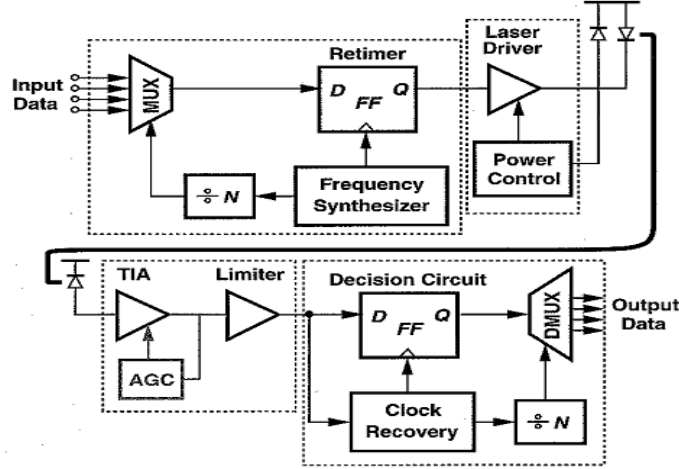 Laser
Driver
Retimer
Input
Data
MUX
D Q
FF
Power
Control
÷ N
Frequency
Synthesizer
TIA
Limiter
Decision Circuit
D Q
FF
DMUX
Output
Data
AGC
Clock
Recovery
÷ N